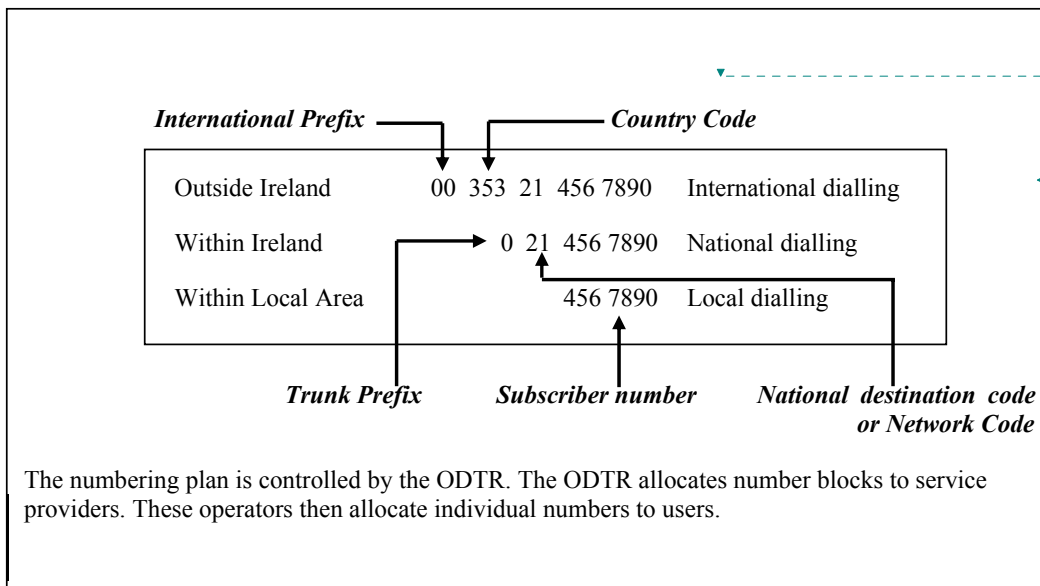 International Prefix Country Code
Outside Ireland 00 353 21 456 7890 International dialling
Within Ireland 0 21 456 7890 National dialling
Within Local Area 456 7890 Local dialling
Trunk Prefix Subscriber number National destination code
or Network Code
The numbering plan is controlled by the ODTR. The ODTR allocates number blocks to service
providers. These operators then allocate individual numbers to users.